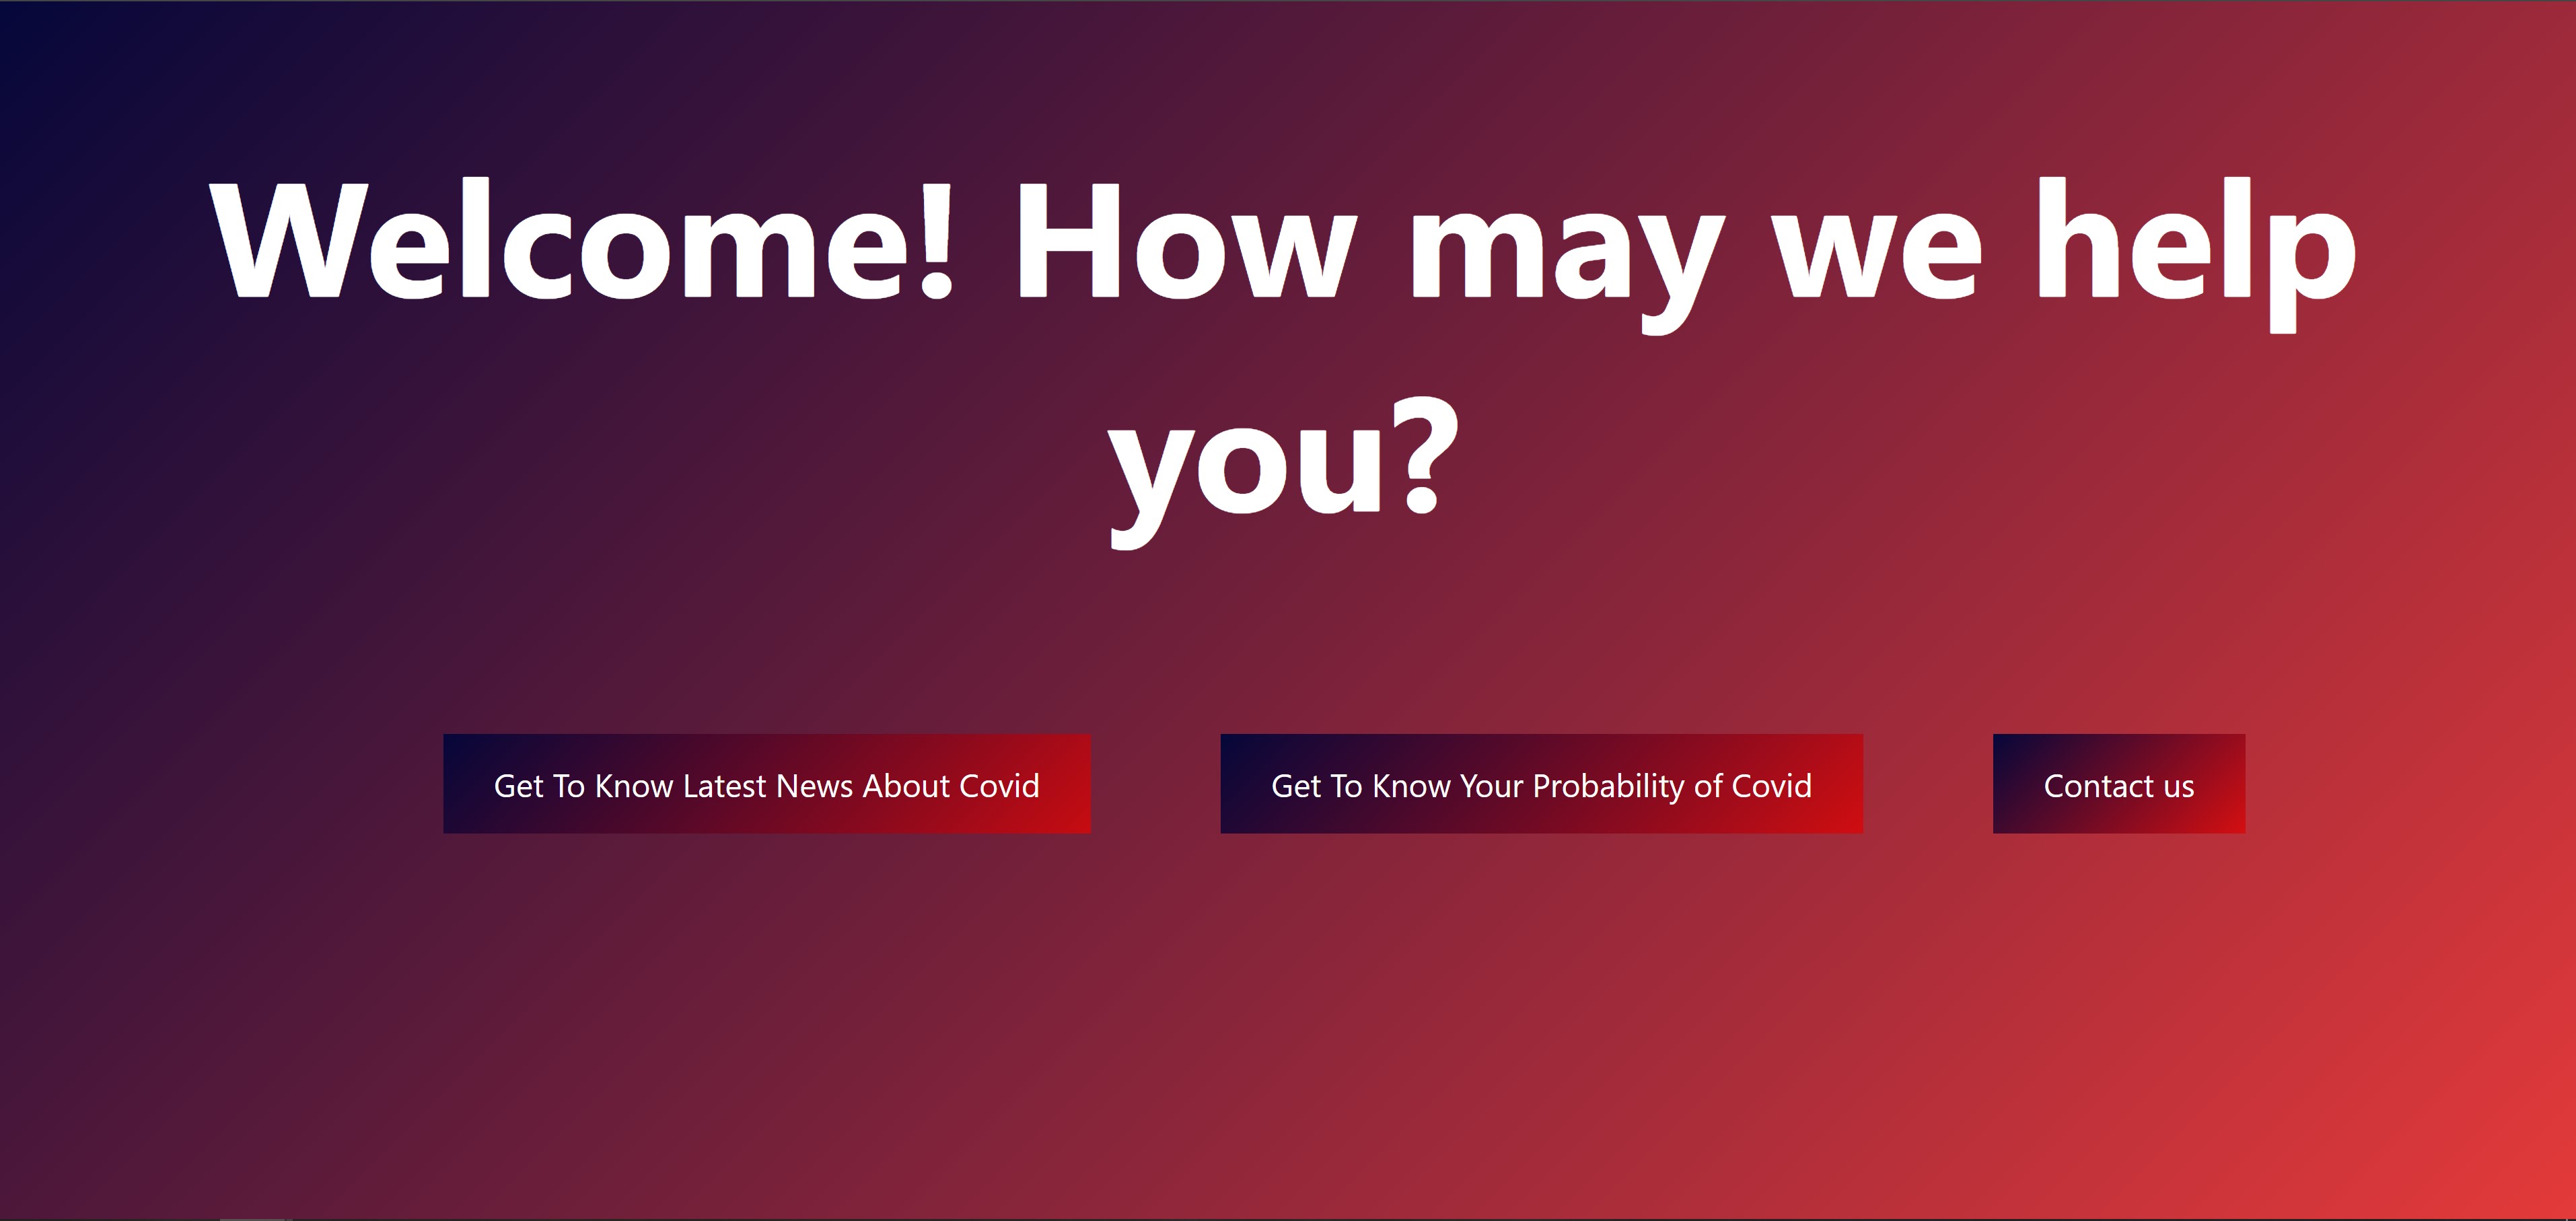 Welcome! How may we help
you?
Get To Know Latest News About Covid
Get To Know Your Probability of Covid
Contact us